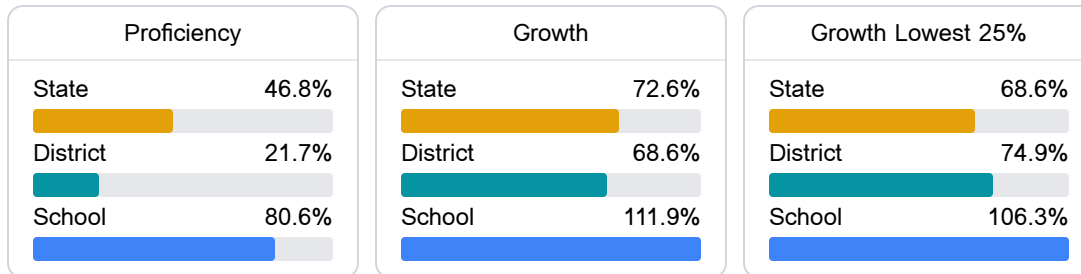 Proficiency
State 46.8%
District 21.7%
School 80.6%
Growth
State 72.6%
District 68.6%
School 111.9%
Growth Lowest 25%
State 68.6%
District 74.9%
School 106.3%